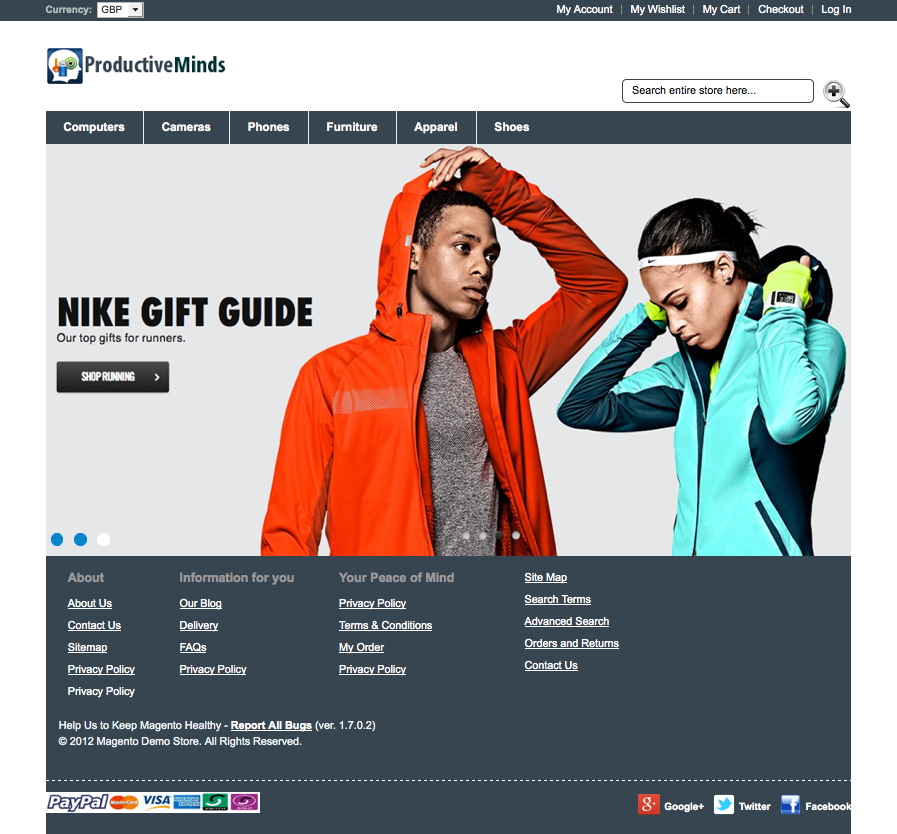 Currency: GBP
My Account My Wishlist My Cart Checkout Log In
ProductiveMinds
Search entire store here...
Computers Cameras Phones Furniture Apparel Shoes
NIKE GIFT GUIDE
Our top gifts for runners.
SHOP RUNNING
About
About Us
Contact Us
Sitemap
Privacy Policy
Privacy Policy
Information for you
Our Blog
Delivery
FAQs
Privacy Policy
Your Peace of Mind
Privacy Policy
Terms & Conditions
My Order
Privacy Policy
Site Map
Search Terms
Advanced Search
Orders and Returns
Contact Us
Help Us to Keep Magento Healthy - Report All Bugs (ver. 1.7.0.2)
© 2012 Magento Demo Store. All Rights Reserved.
PayPal MasterCard VISA
Google+ Twitter Facebook